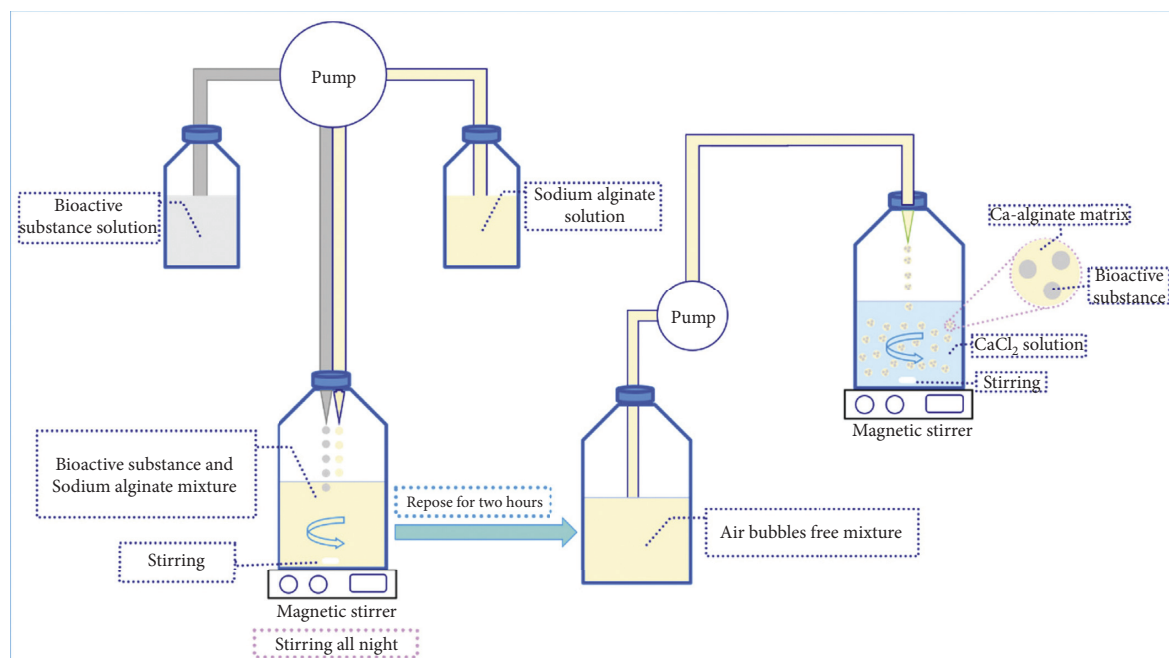 Pump
Bioactive
substance solution
Sodium alginate
solution
Ca-alginate matrix
Bioactive
substance
Pump
CaCl₂ solution
Stirring
Magnetic stirrer
Bioactive substance and
Sodium alginate mixture
Repose for two hours
Air bubbles free mixture
Stirring
Magnetic stirrer
Stirring all night